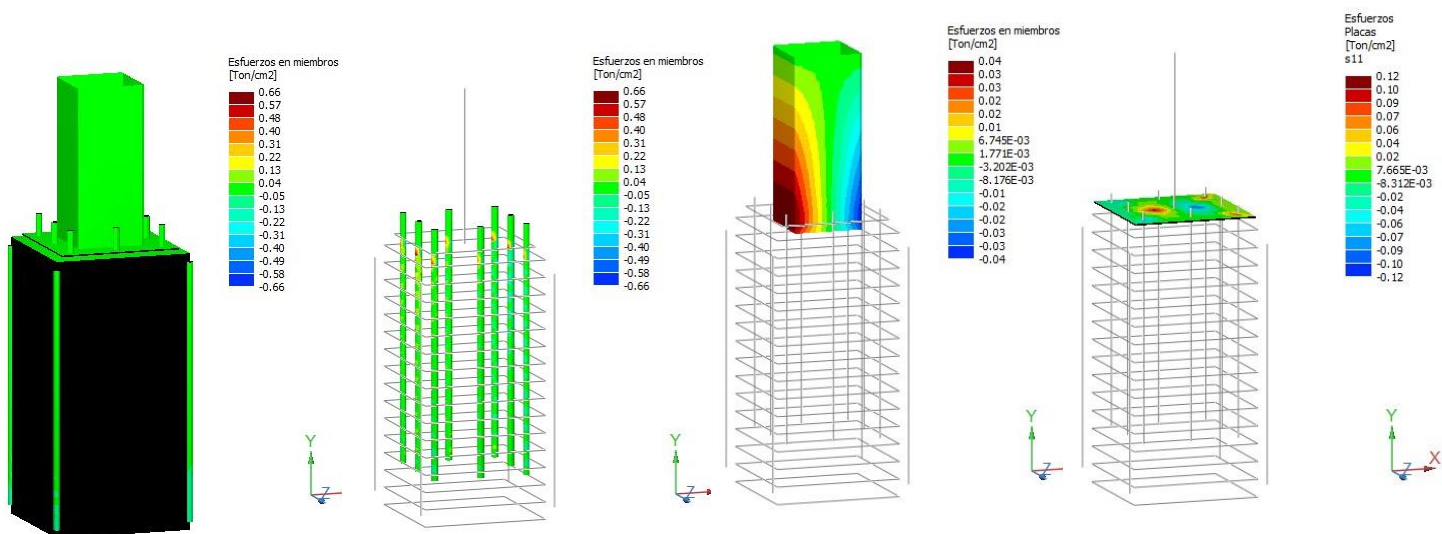 Esfuerzos en miembros
[Ton/cm2]
0.66
0.57
0.48
0.40
0.31
0.22
0.13
0.04
-0.05
-0.13
-0.22
-0.31
-0.40
-0.49
-0.58
-0.66
Y
Z
Esfuerzos en miembros
[Ton/cm2]
0.66
0.57
0.48
0.40
0.31
0.22
0.13
0.04
-0.05
-0.13
-0.22
-0.31
-0.40
-0.49
-0.58
-0.66
Y
Z
Esfuerzos en miembros
[Ton/cm2]
0.04
0.03
0.03
0.02
0.02
0.01
6.745E-03
1.771E-03
-3.202E-03
-8.176E-03
-0.01
-0.02
-0.02
-0.03
-0.03
-0.04
Y
Z
Esfuerzos
Placas
[Ton/cm2]
s11
0.12
0.10
0.09
0.07
0.06
0.04
0.02
7.665E-03
-8.312E-03
-0.02
-0.04
-0.06
-0.07
-0.09
-0.10
-0.12
Y
Z
X